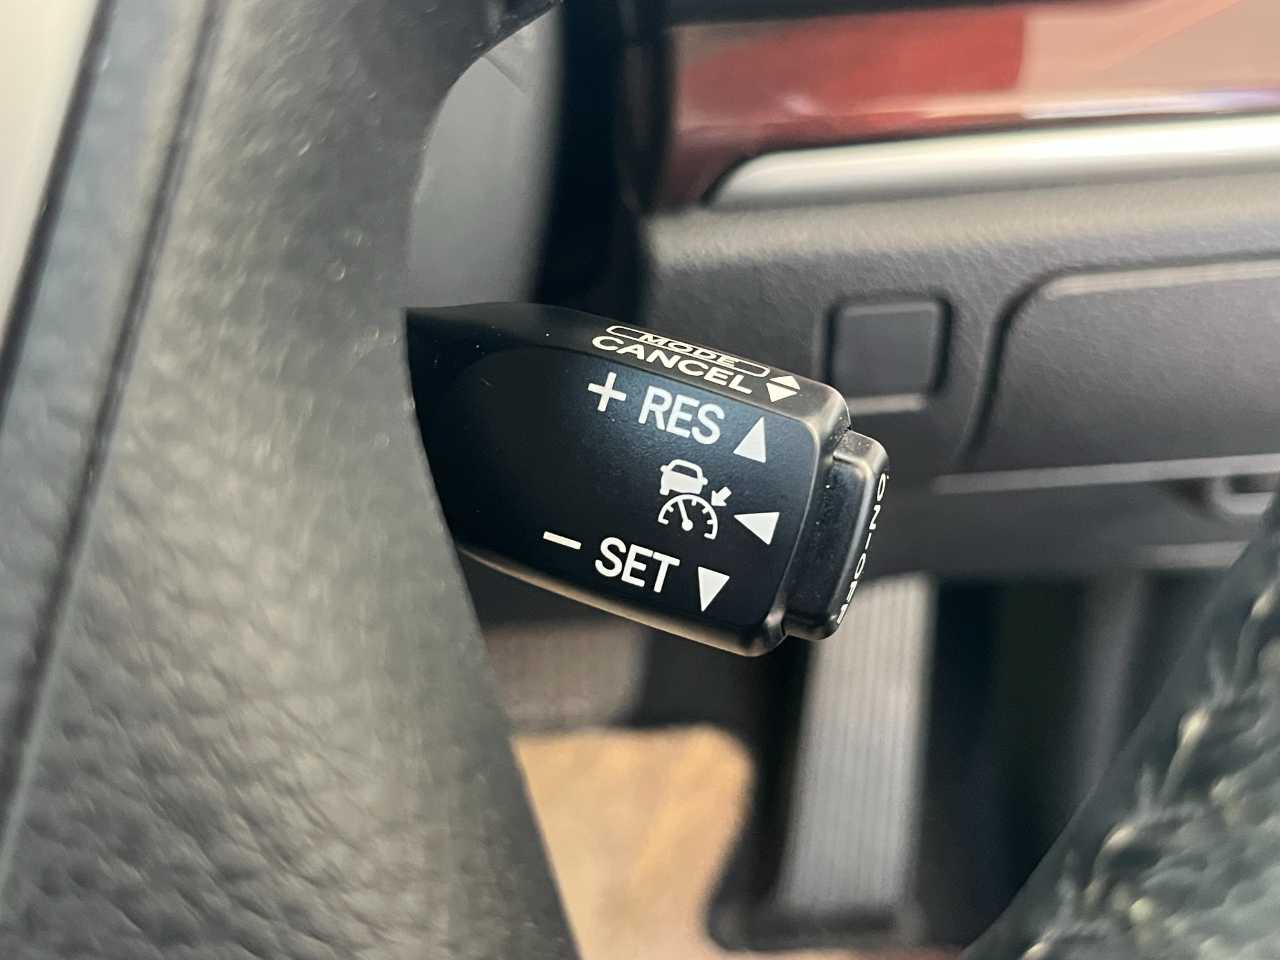 MODE
CANCEL
+ RES
- SET
ON-OFF